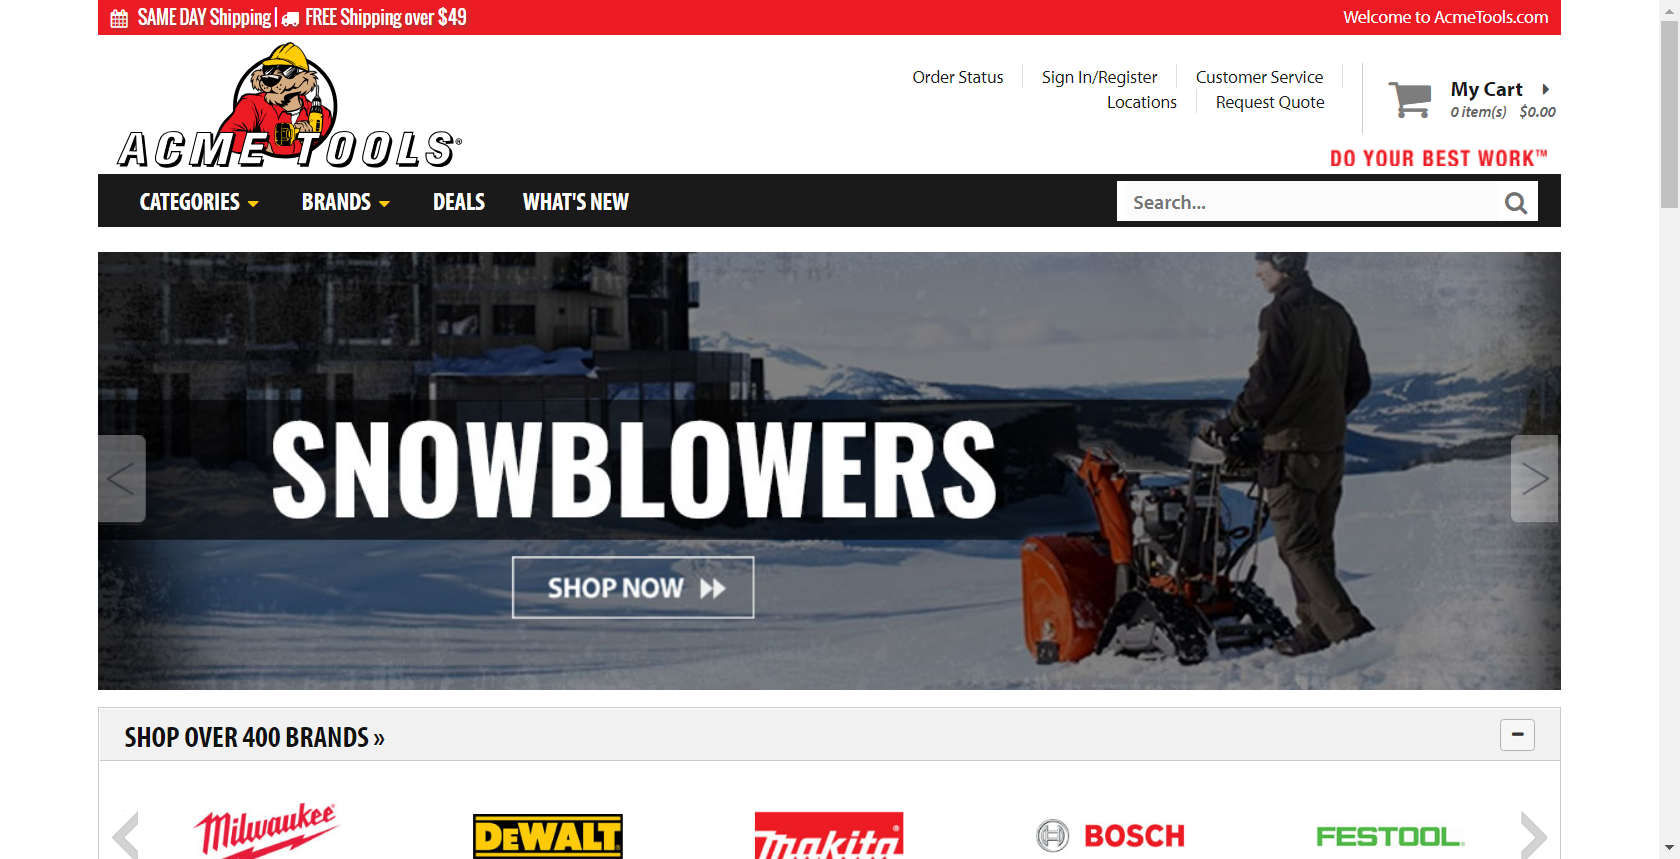 SAME DAY Shipping | FREE Shipping over $49
Welcome to AcmeTools.com
ACME TOOLS®
Order Status
Sign In/Register
Customer Service
Locations
Request Quote
My Cart
0 item(s) $0.00
DO YOUR BEST WORK™
CATEGORIES
BRANDS
DEALS
WHAT'S NEW
Search...
SNOWBLOWERS
SHOP NOW
SHOP OVER 400 BRANDS »
Milwaukee®
DEWALT
makita®
BOSCH
FESTOOL